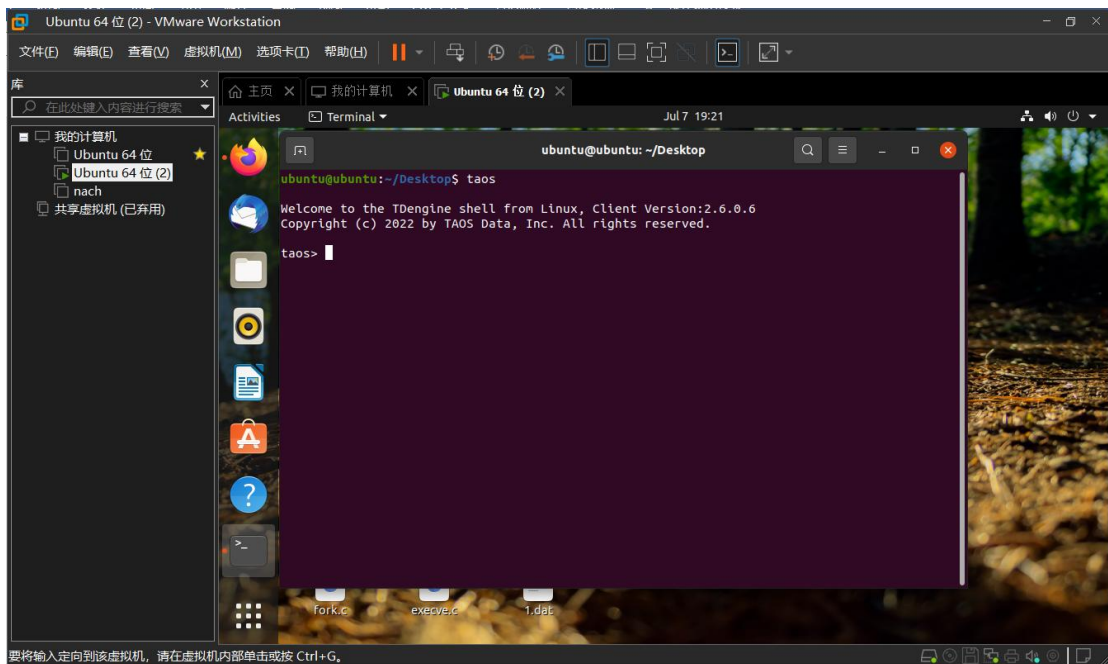 Ubuntu 64 位 (2) - VMware Workstation
文件(F) 编辑(E) 查看(V) 虚拟机(M) 选项卡(T) 帮助(H)
库
在此处键入内容进行搜索
我的计算机
Ubuntu 64 位
Ubuntu 64 位 (2)
nach
共享虚拟机 (已弃用)
主页 我的计算机 Ubuntu 64 位 (2)
Activities Terminal Jul 7 19:21
ubuntu@ubuntu: ~/Desktop
ubuntu@ubuntu:~/Desktop$ taos
Welcome to the TDengine shell from Linux, Client Version:2.6.0.6
Copyright (c) 2022 by TAOS Data, Inc. All rights reserved.
taos>
fork.c execve.c 1.dat
要将输入定向到该虚拟机，请在虚拟机内部单击或按 Ctrl+G。